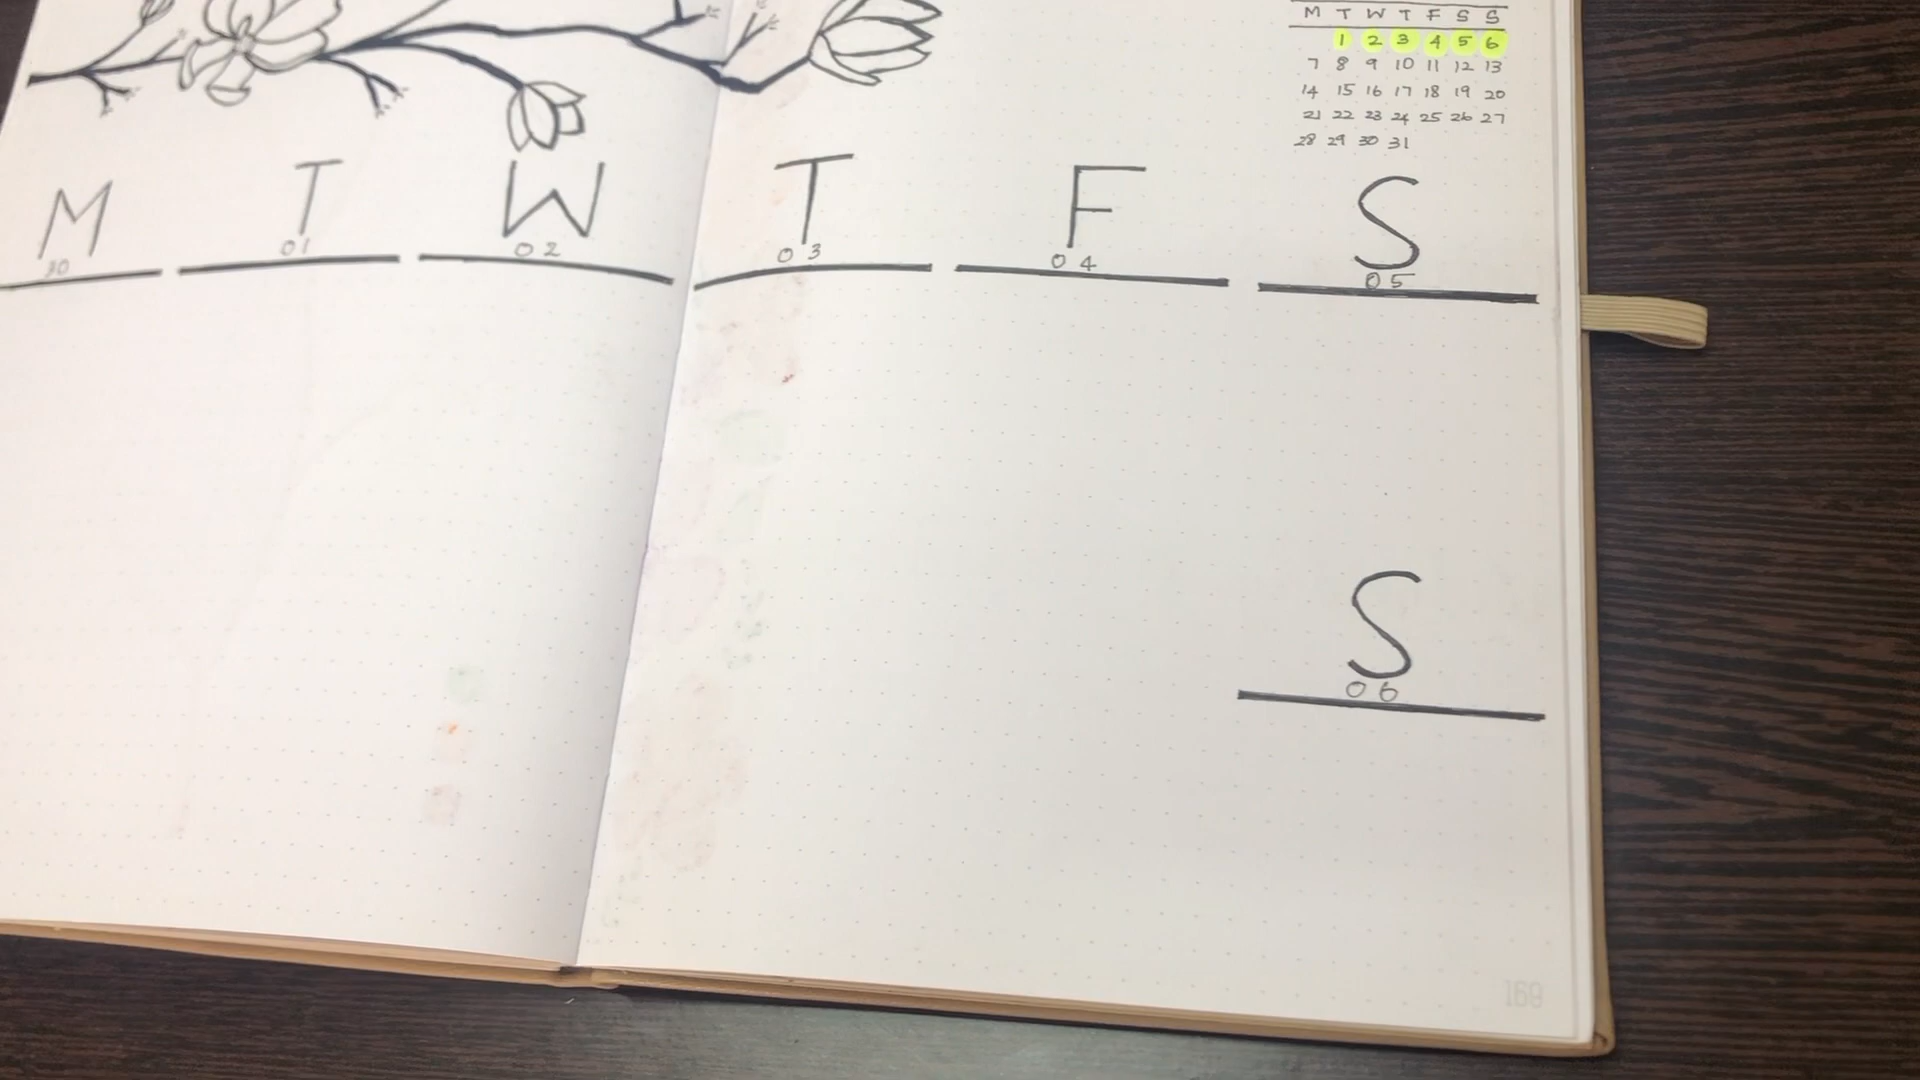 M T W T F S S
1 2 3 4 5 6
7 8 9 10 11 12 13
14 15 16 17 18 19 20
21 22 23 24 25 26 27
28 29 30 31
M T W T F S
30 01 02 03 04 05
S
06
169